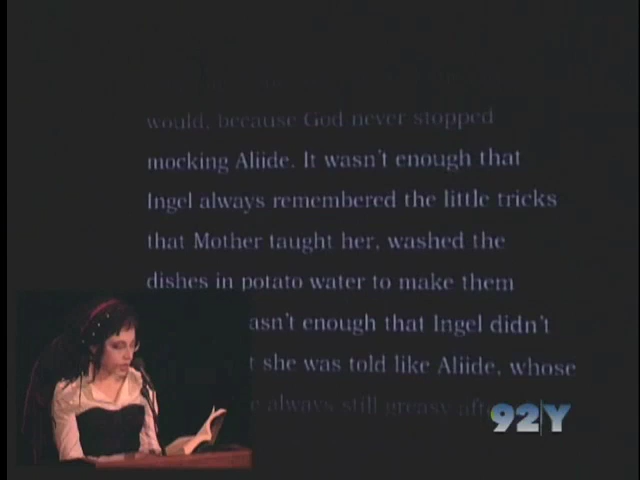 would, because God never stopped
mocking Aliide. It wasn't enough that
Ingel always remembered the little tricks
that Mother taught her, washed the
dishes in potato water to make them
asn't enough that Ingel didn't
she was told like Aliide, whose
always still greasy
92Y